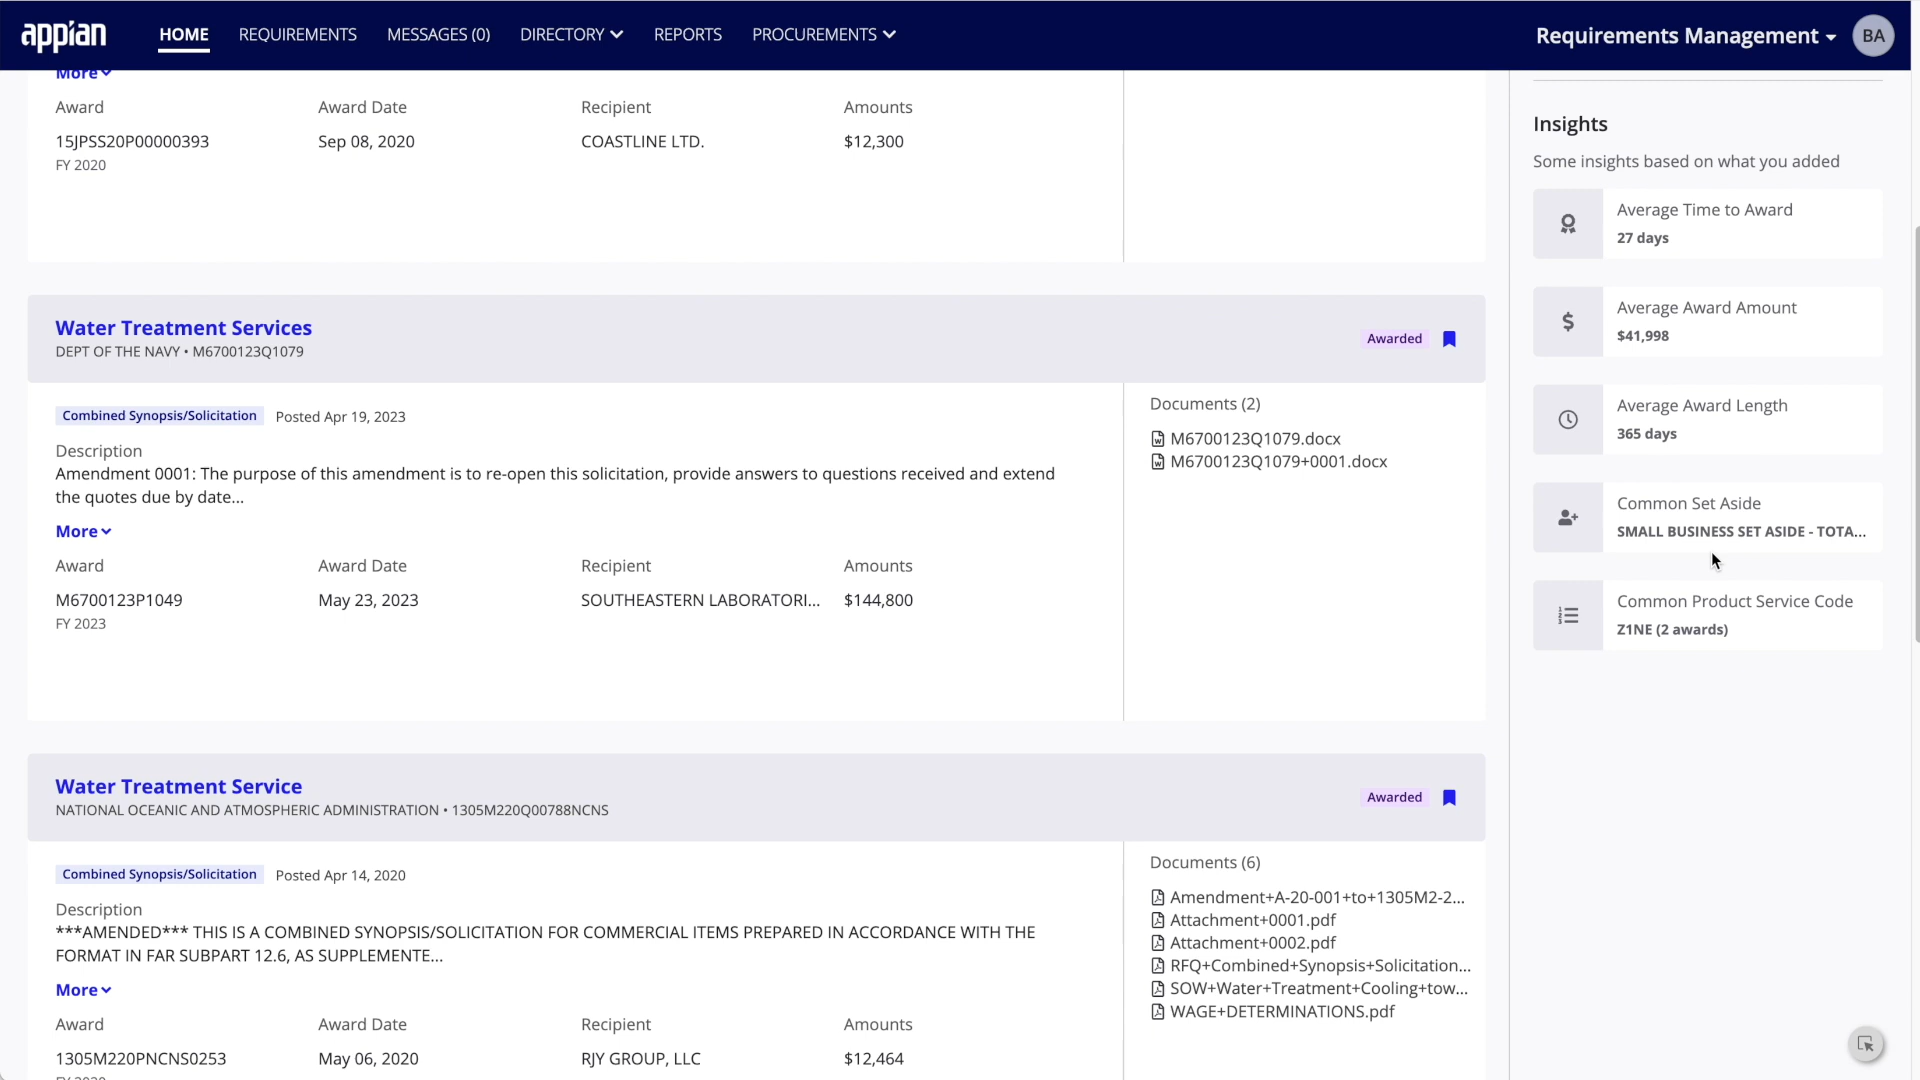 appian
HOME
REQUIREMENTS
MESSAGES (0)
DIRECTORY
REPORTS
PROCUREMENTS
Requirements Management
BA
More
Award
Award Date
Recipient
Amounts
15JPSS20P00000393
Sep 08, 2020
COASTLINE LTD.
$12,300
FY 2020
Water Treatment Services
DEPT OF THE NAVY • M6700123Q1079
Awarded
Combined Synopsis/Solicitation
Posted Apr 19, 2023
Description
Amendment 0001: The purpose of this amendment is to re-open this solicitation, provide answers to questions received and extend
the quotes due by date...
More
Award
Award Date
Recipient
Amounts
M6700123P1049
May 23, 2023
SOUTHEASTERN LABORATORI...
$144,800
FY 2023
Documents (2)
M6700123Q1079.docx
M6700123Q1079+0001.docx
Water Treatment Service
NATIONAL OCEANIC AND ATMOSPHERIC ADMINISTRATION • 1305M220Q00788NCNS
Awarded
Combined Synopsis/Solicitation
Posted Apr 14, 2020
Description
***AMENDED*** THIS IS A COMBINED SYNOPSIS/SOLICITATION FOR COMMERCIAL ITEMS PREPARED IN ACCORDANCE WITH THE
FORMAT IN FAR SUBPART 12.6, AS SUPPLEMENTE...
More
Award
Award Date
Recipient
Amounts
1305M220PNCNS0253
May 06, 2020
RJY GROUP, LLC
$12,464
FY 2020
Documents (6)
Amendment+A-20-001+to+1305M2-2...
Attachment+0001.pdf
Attachment+0002.pdf
RFQ+Combined+Synopsis+Solicitation...
SOW+Water+Treatment+Cooling+tow...
WAGE+DETERMINATIONS.pdf
Insights
Some insights based on what you added
Average Time to Award
27 days
Average Award Amount
$41,998
Average Award Length
365 days
Common Set Aside
SMALL BUSINESS SET ASIDE - TOTA...
Common Product Service Code
Z1NE (2 awards)